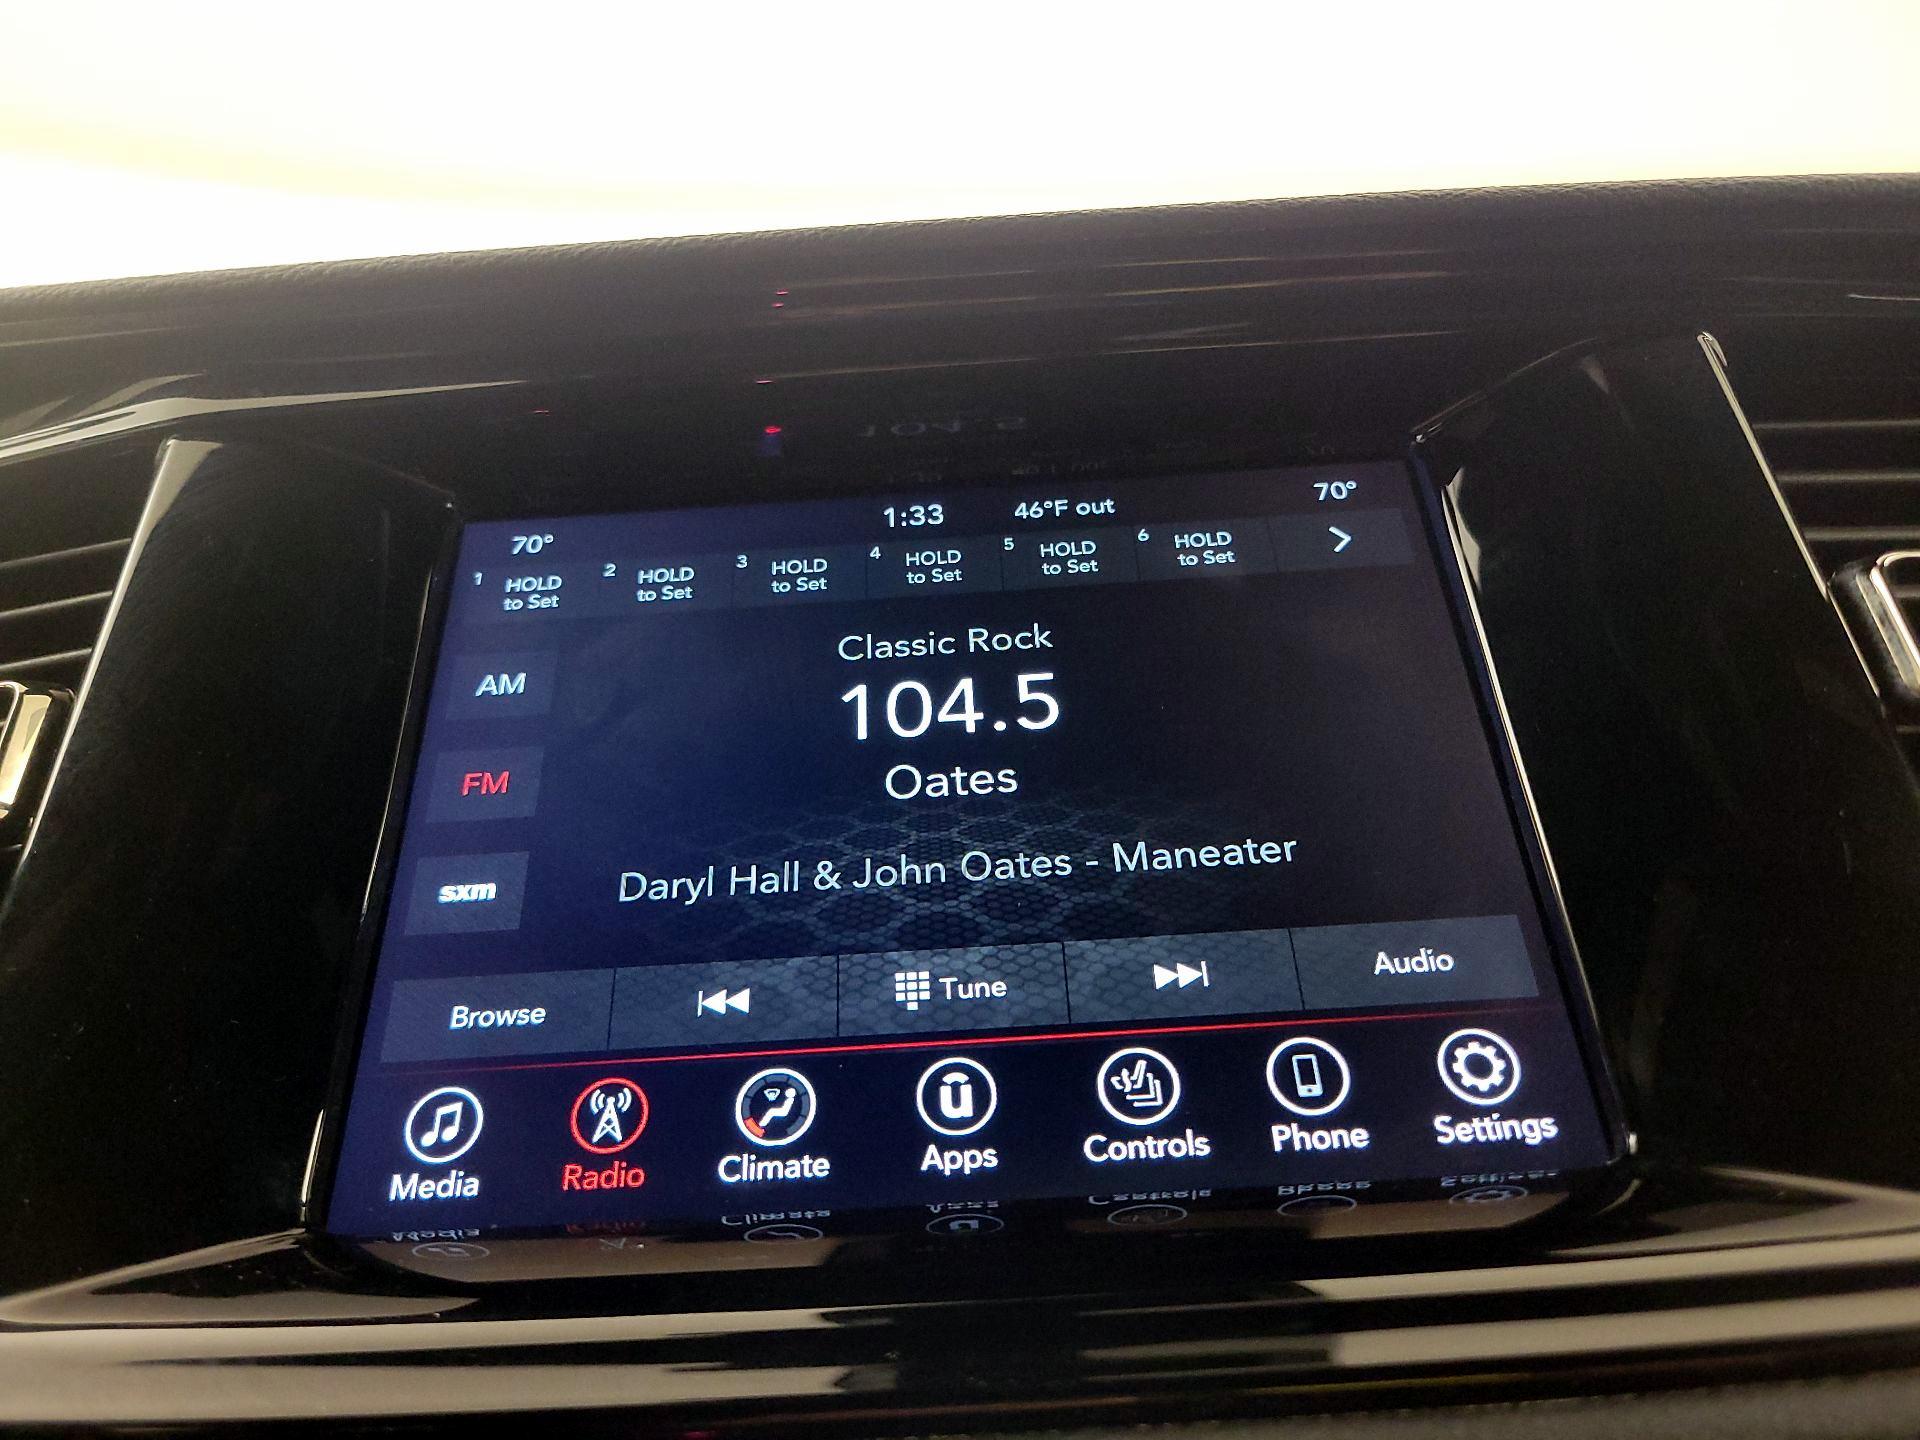 70° 1:33 46°F out 70°
1 HOLD to Set 2 HOLD to Set 3 HOLD to Set 4 HOLD to Set 5 HOLD to Set 6 HOLD to Set >
Classic Rock
AM
104.5
FM
Oates
sxm
Daryl Hall & John Oates - Maneater
Browse Tune Audio
u
Media Radio Climate Apps Controls Phone Settings